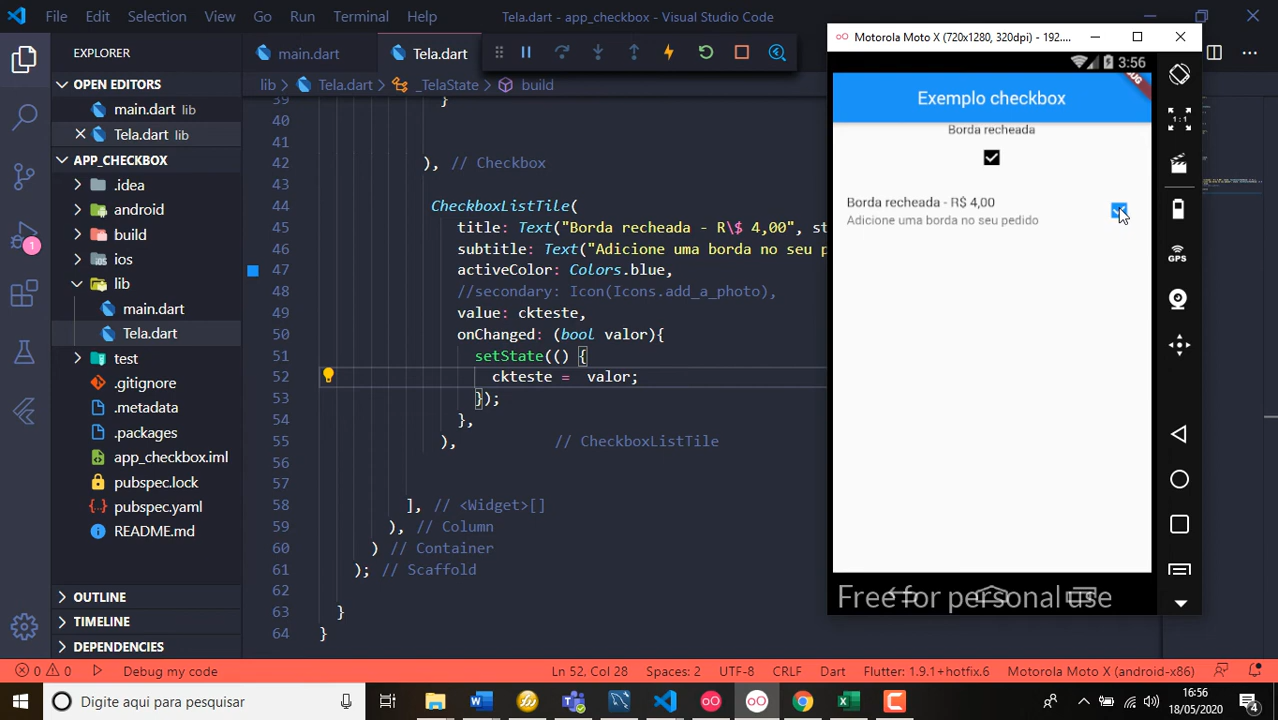 File Edit Selection View Go Run Terminal Help
Tela.dart - app_checkbox - Visual Studio Code
EXPLORER
OPEN EDITORS
main.dart lib
Tela.dart lib
APP_CHECKBOX
.idea
android
build
ios
lib
main.dart
Tela.dart
test
.gitignore
.metadata
.packages
app_checkbox.iml
pubspec.lock
pubspec.yaml
README.md
OUTLINE
TIMELINE
DEPENDENCIES
1
main.dart Tela.dart
lib > Tela.dart > _TelaState > build
39 }
40
41
42 ), // Checkbox
43
44 CheckboxListTile(
45 title: Text("Borda recheada - R\$ 4,00", st
46 subtitle: Text("Adicione uma borda no seu p
47 activeColor: Colors.blue,
48 //secondary: Icon(Icons.add_a_photo),
49 value: ckteste,
50 onChanged: (bool valor){
51 setState(() {
52 ckteste = valor;
53 });
54 },
55 ), // CheckboxListTile
56
57
58 ], // <Widget>[]
59 ), // Column
60 ) // Container
61 ); // Scaffold
62
63 }
64 }
Motorola Moto X (720x1280, 320dpi) - 192....
3:56
Exemplo checkbox
Borda recheada
Borda recheada - R$ 4,00
Adicione uma borda no seu pedido
Free for personal use
1:1
GPS
0 0 Debug my code
Ln 52, Col 28 Spaces: 2 UTF-8 CRLF Dart Flutter: 1.9.1+hotfix.6 Motorola Moto X (android-x86)
Digite aqui para pesquisar
16:56
18/05/2020
4